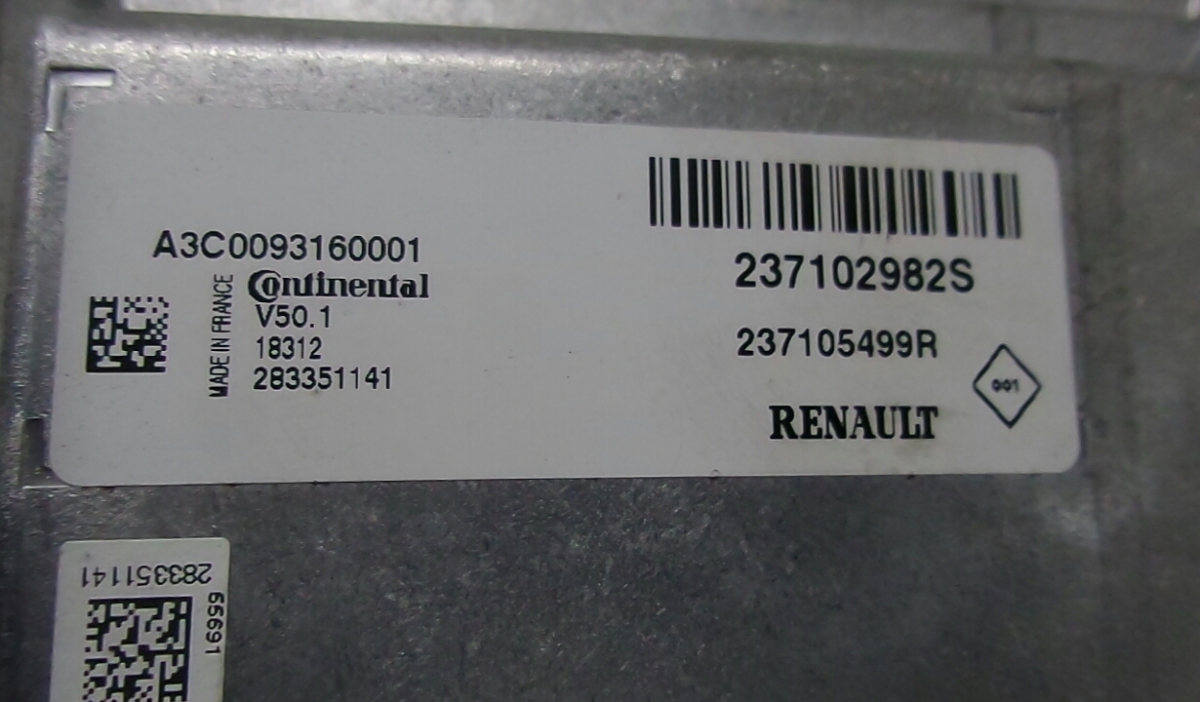 A3C0093160001
Continental
MADE IN FRANCE
V50.1
18312
283351141
237102982S
237105499R
001
RENAULT
283351141
65691